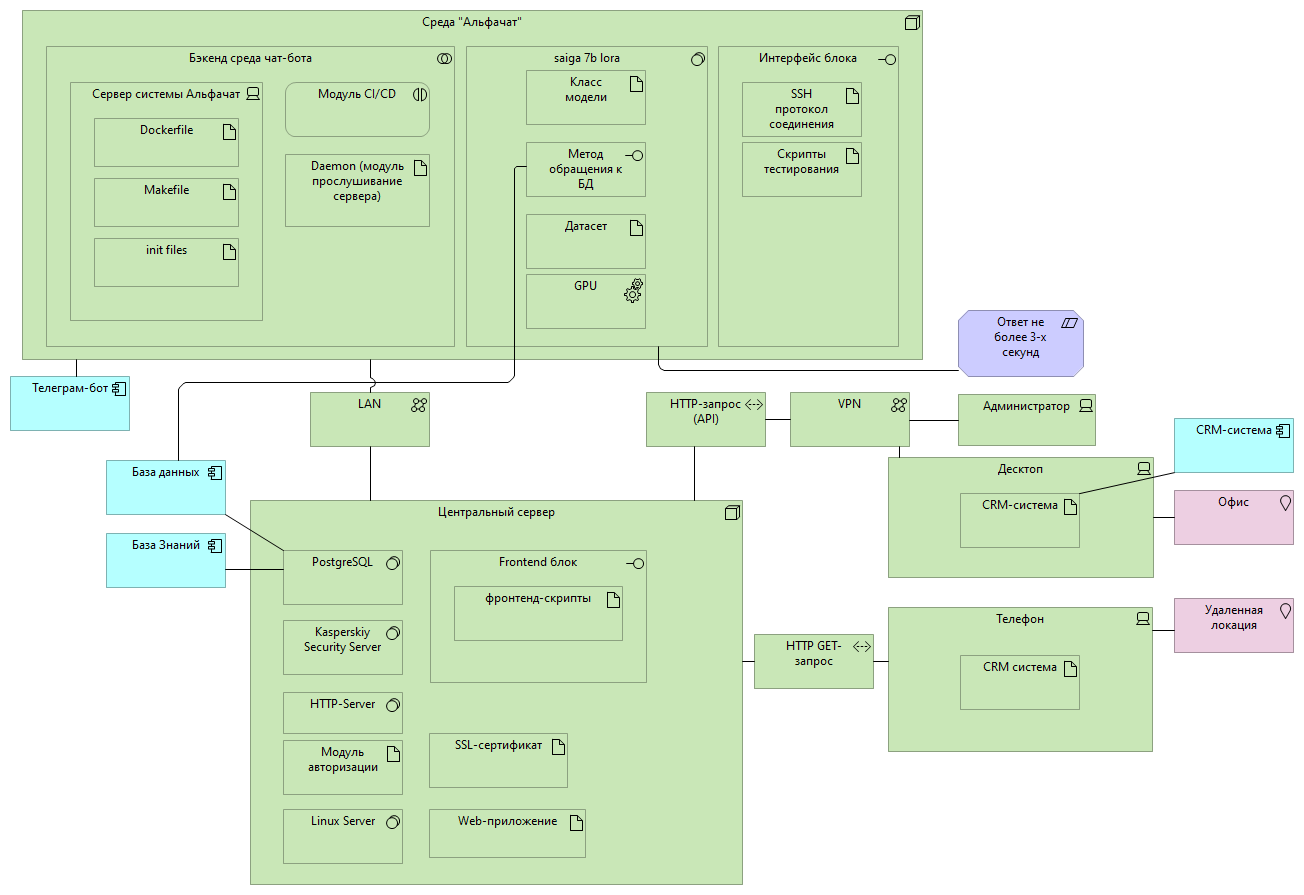 Среда "Альфачат"
Бэкенд среда чат-бота
Сервер системы Альфачат
Dockerfile
Makefile
init files
Модуль CI/CD
Daemon (модуль
прослушивание
сервера)
saiga 7b lora
Класс
модели
Метод
обращения к
БД
Датасет
GPU
Интерфейс блока
SSH
протокол
соединения
Скрипты
тестирования
Ответ не
более 3-х
секунд
Телеграм-бот
LAN
HTTP-запрос
(API)
VPN
Администратор
CRM-система
База данных
База Знаний
Десктоп
CRM-система
Офис
Центральный сервер
PostgreSQL
Kasperskiy
Security Server
HTTP-Server
Модуль
авторизации
Linux Server
Frontend блок
фронтенд-скрипты
SSL-сертификат
Web-приложение
HTTP GET-
запрос
Телефон
CRM система
Удаленная
локация